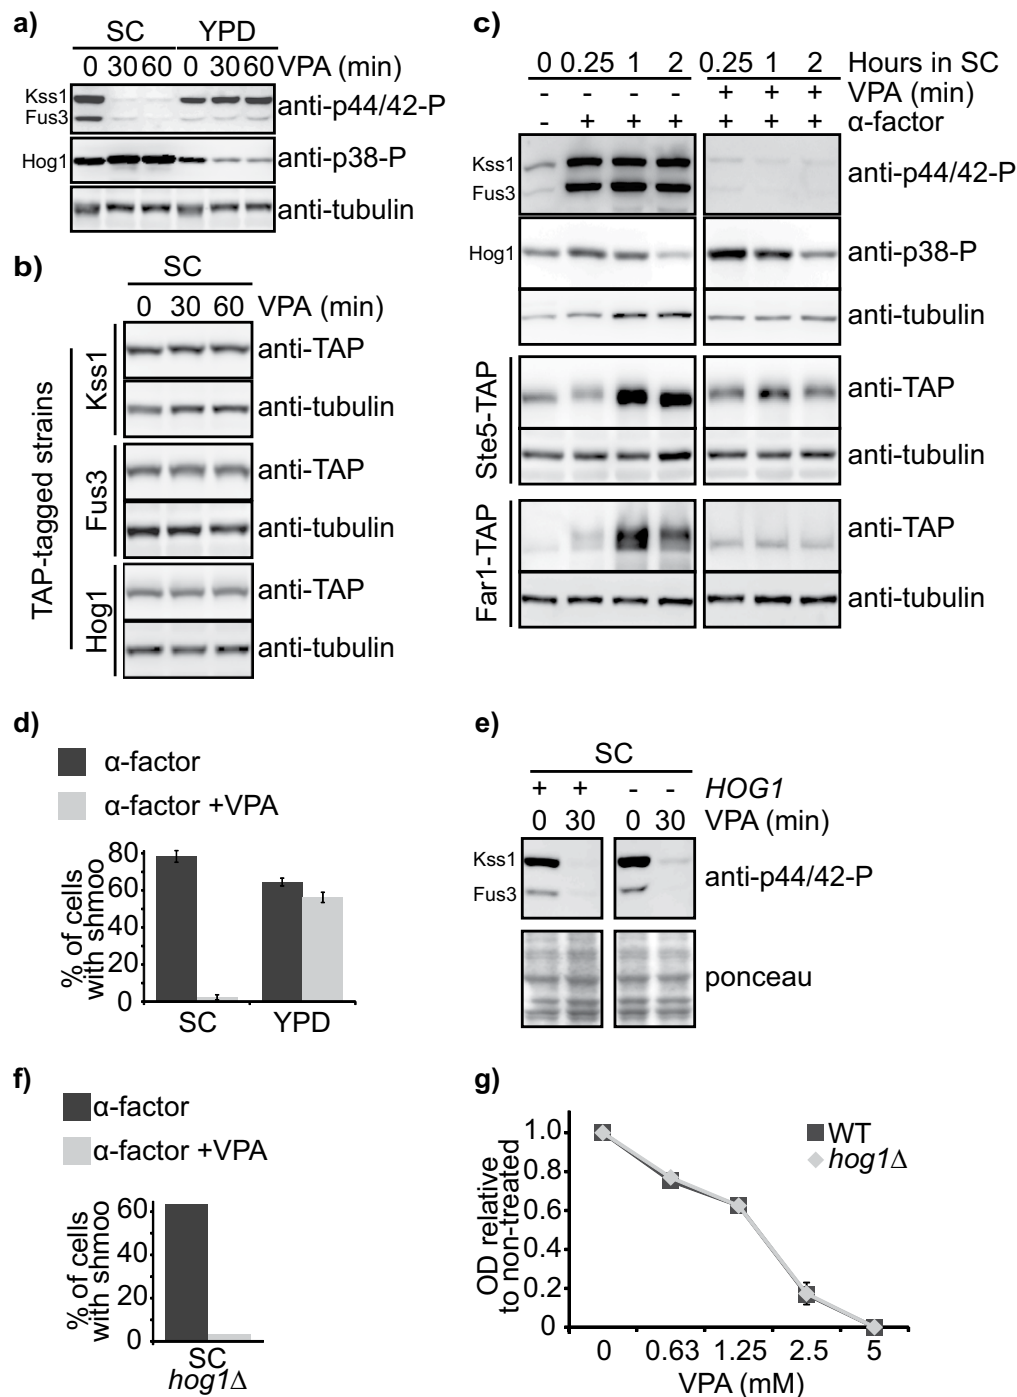 a)
SC YPD
0 30 60 0 30 60 VPA (min)
Kss1
Fus3
anti-p44/42-P
Hog1
anti-p38-P
anti-tubulin
b)
SC
0 30 60 VPA (min)
TAP-tagged strains
Kss1
anti-TAP
anti-tubulin
Fus3
anti-TAP
anti-tubulin
Hog1
anti-TAP
anti-tubulin
c)
0 0.25 1 2 0.25 1 2 Hours in SC
- - - - + + + VPA (min)
- + + + + + + α-factor
Kss1
Fus3
anti-p44/42-P
Hog1
anti-p38-P
anti-tubulin
Ste5-TAP
anti-TAP
anti-tubulin
Far1-TAP
anti-TAP
anti-tubulin
d)
α-factor
α-factor +VPA
% of cells
with shmoo
80
60
40
20
0
SC YPD
e)
SC
+ + - - HOG1
0 30 0 30 VPA (min)
Kss1
Fus3
anti-p44/42-P
ponceau
f)
α-factor
α-factor +VPA
% of cells
with shmoo
60
40
20
0
SC
hog1Δ
g)
OD relative
to non-treated
1.0
0.8
0.6
0.4
0.2
0
WT
hog1Δ
0 0.63 1.25 2.5 5
VPA (mM)